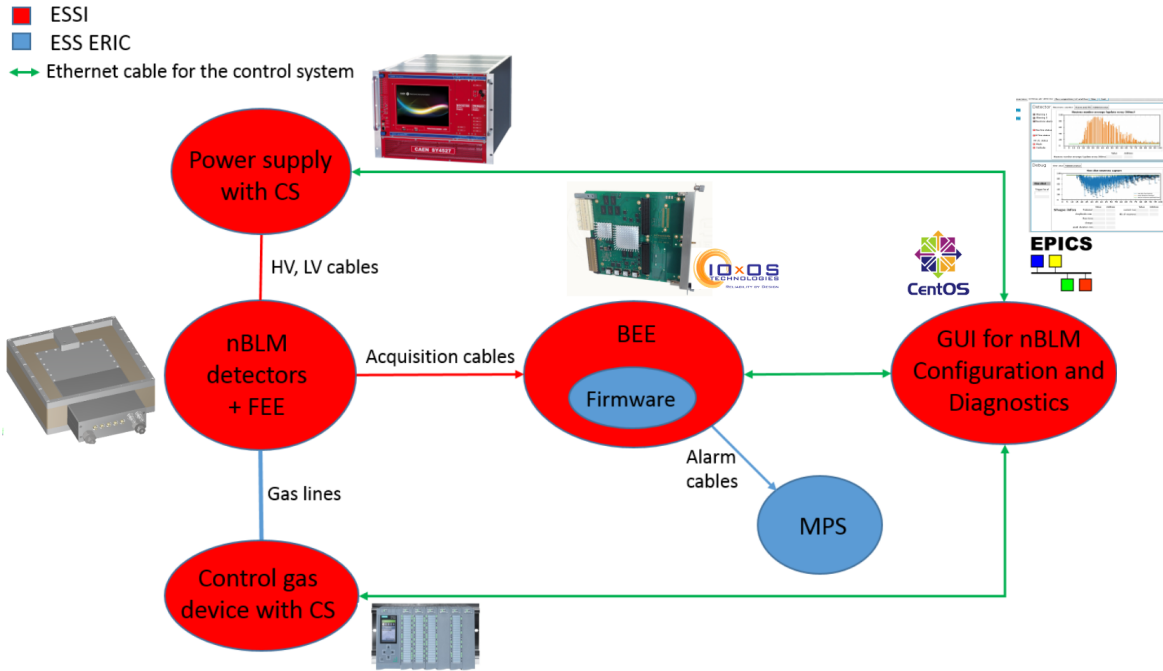 ESSI
ESS ERIC
Ethernet cable for the control system
CAEN SY4527
Power supply
with CS
HV, LV cables
IOxOS
TECHNOLOGIES
CentOS
EPICS
nBLM
detectors
+ FEE
Acquisition cables
BEE
Firmware
GUI for nBLM
Configuration and
Diagnostics
Alarm
cables
Gas lines
MPS
Control gas
device with CS